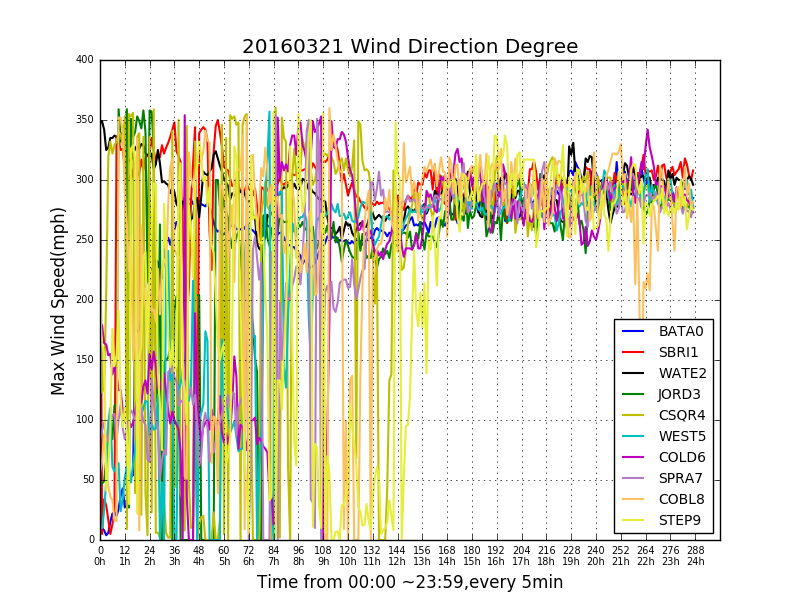 20160321 Wind Direction Degree
Max Wind Speed(mph)
400
350
300
250
200
150
100
50
0
0 12 24 36 48 60 72 84 96 108 120 132 144 156 168 180 192 204 216 228 240 252 264 276 288
0h 1h 2h 3h 4h 5h 6h 7h 8h 9h 10h 11h 12h 13h 14h 15h 16h 17h 18h 19h 20h 21h 22h 23h 24h
Time from 00:00 ~23:59,every 5min
BATA0
SBRI1
WATE2
JORD3
CSQR4
WEST5
COLD6
SPRA7
COBL8
STEP9